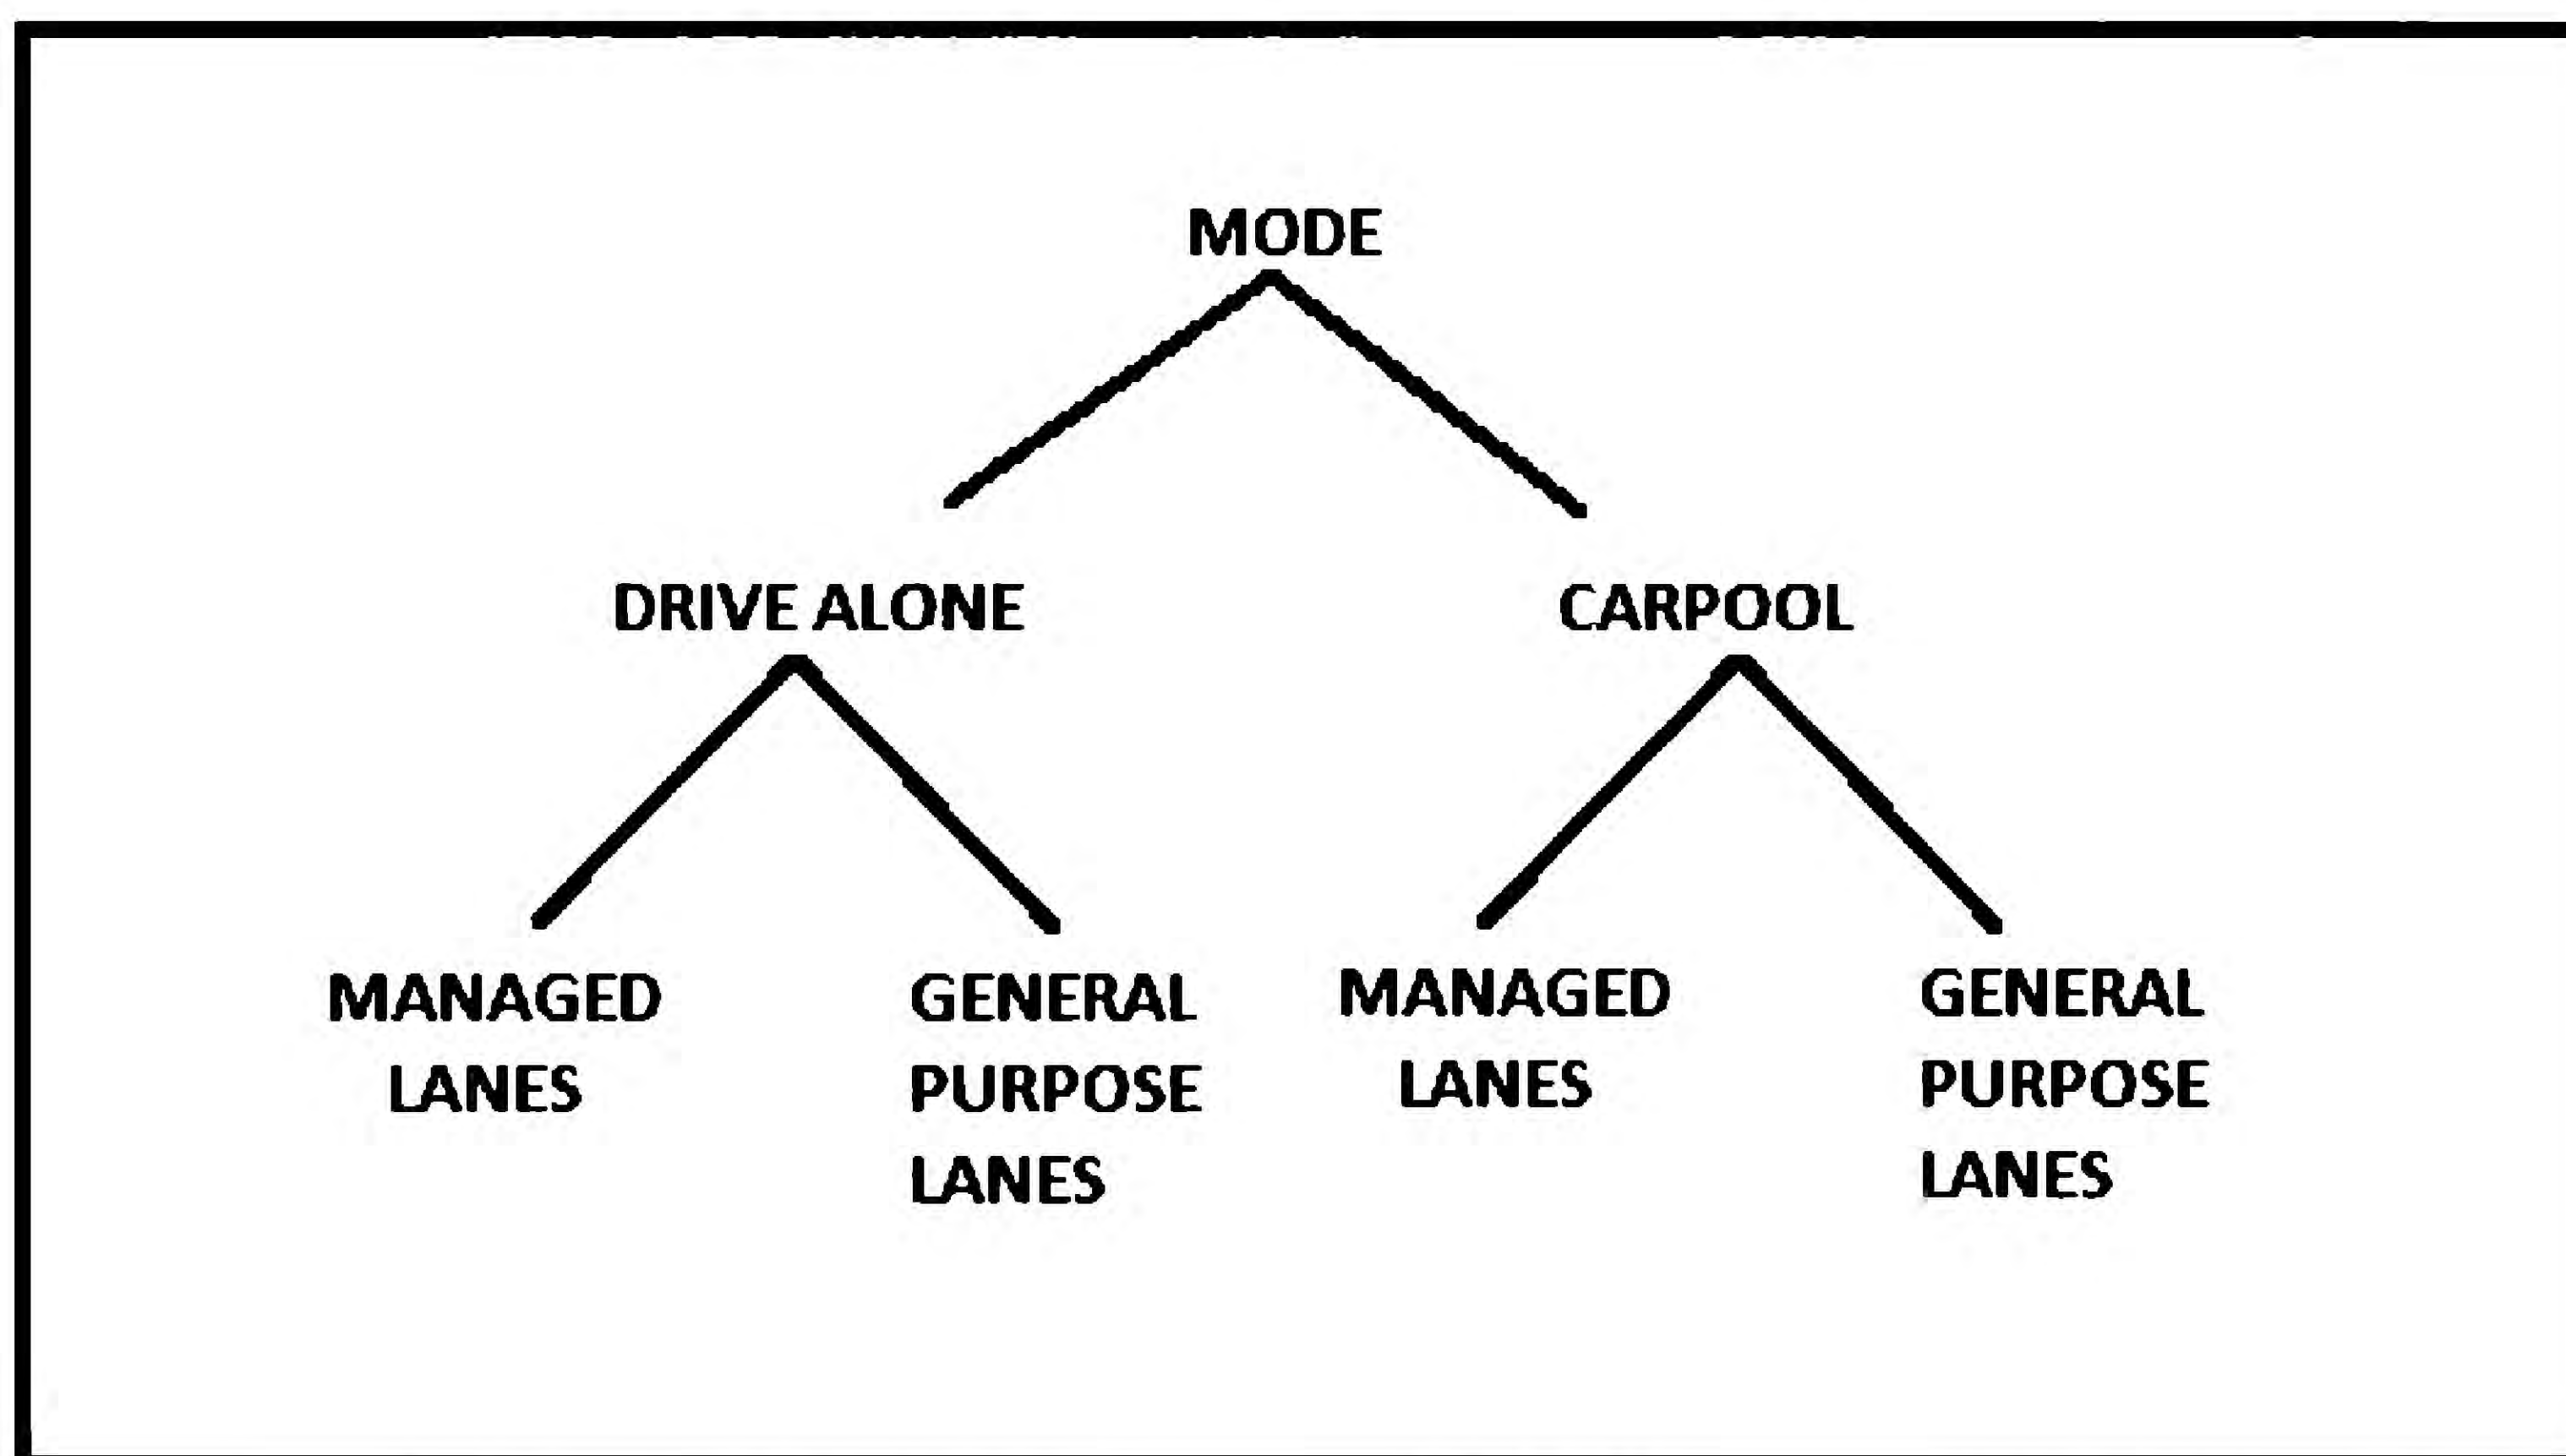 MODE
DRIVE ALONE
CARPOOL
MANAGED
LANES
GENERAL
PURPOSE
LANES
MANAGED
LANES
GENERAL
PURPOSE
LANES